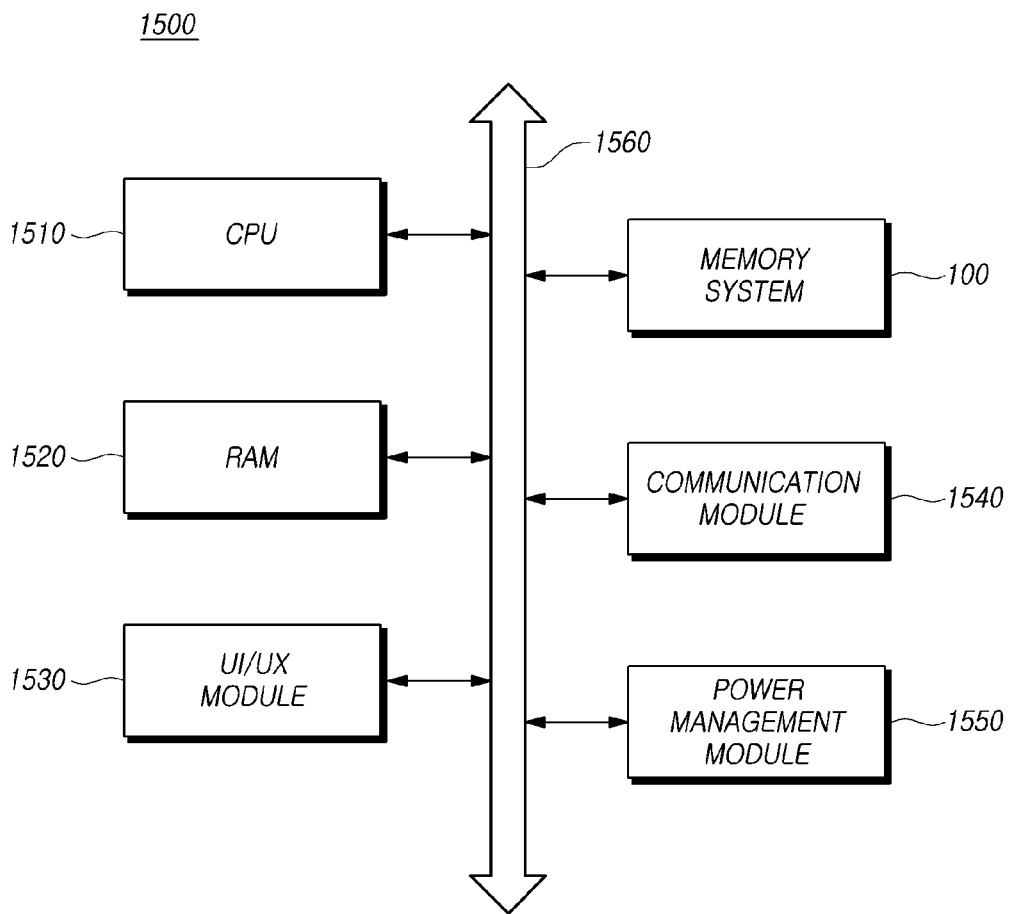 1500
1560
1510
CPU
MEMORY
SYSTEM
100
1520
RAM
COMMUNICATION
MODULE
1540
1530
UI/UX
MODULE
POWER
MANAGEMENT
MODULE
1550